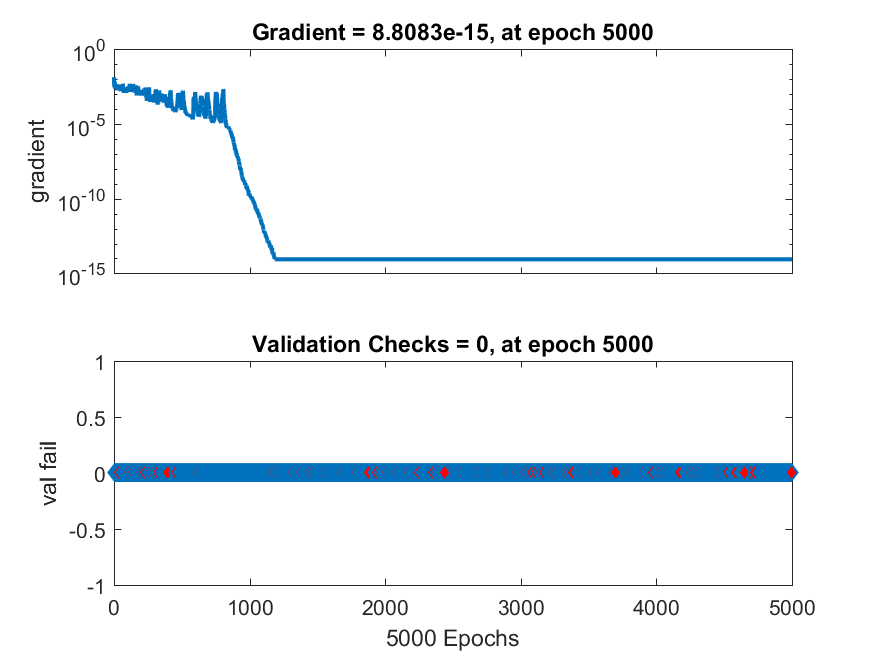 Gradient = 8.8083e-15, at epoch 5000
10^0
10^-5
10^-10
10^-15
gradient
Validation Checks = 0, at epoch 5000
1
0.5
0
-0.5
-1
val fail
0 1000 2000 3000 4000 5000
5000 Epochs